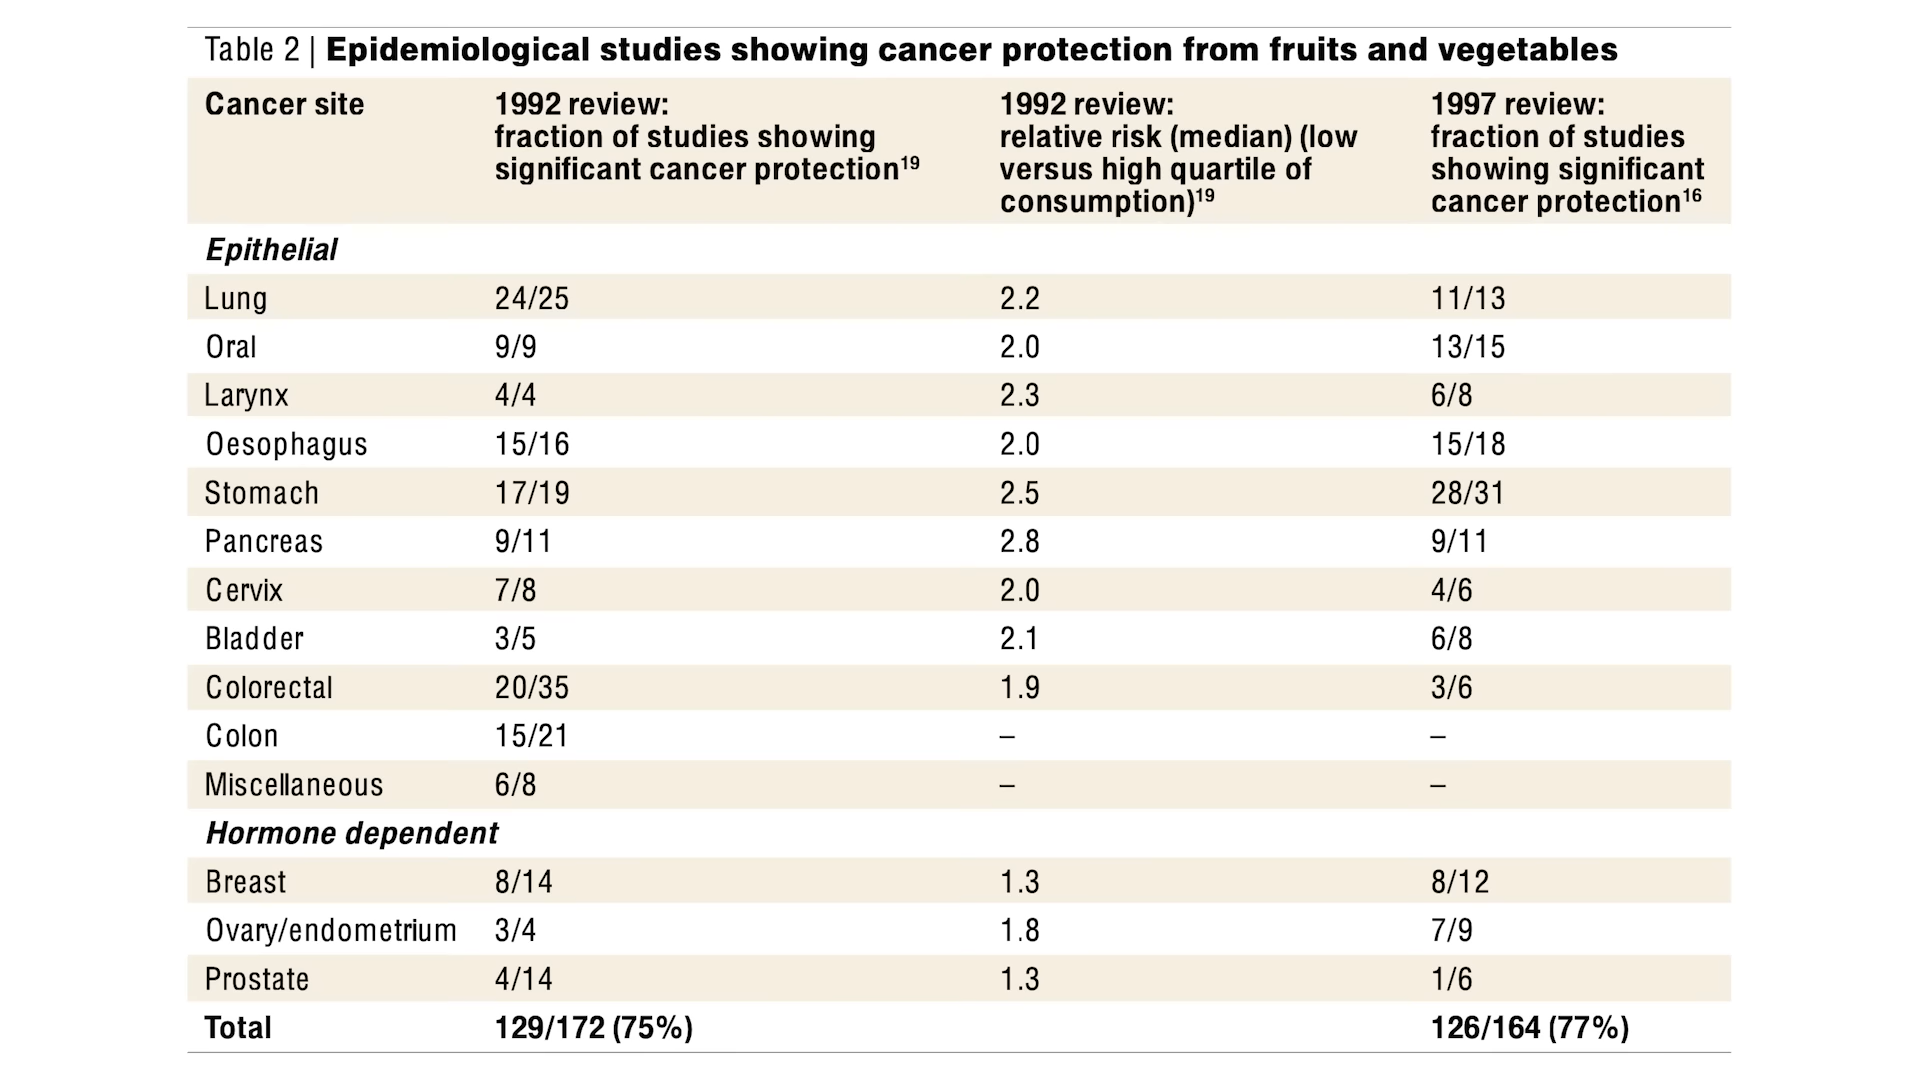 Table 2 | Epidemiological studies showing cancer protection from fruits and vegetables
Cancer site 1992 review: fraction of studies showing significant cancer protection19 1992 review: relative risk (median) (low versus high quartile of consumption)19 1997 review: fraction of studies showing significant cancer protection16
Epithelial
Lung 24/25 2.2 11/13
Oral 9/9 2.0 13/15
Larynx 4/4 2.3 6/8
Oesophagus 15/16 2.0 15/18
Stomach 17/19 2.5 28/31
Pancreas 9/11 2.8 9/11
Cervix 7/8 2.0 4/6
Bladder 3/5 2.1 6/8
Colorectal 20/35 1.9 3/6
Colon 15/21 – –
Miscellaneous 6/8 – –
Hormone dependent
Breast 8/14 1.3 8/12
Ovary/endometrium 3/4 1.8 7/9
Prostate 4/14 1.3 1/6
Total 129/172 (75%) 126/164 (77%)